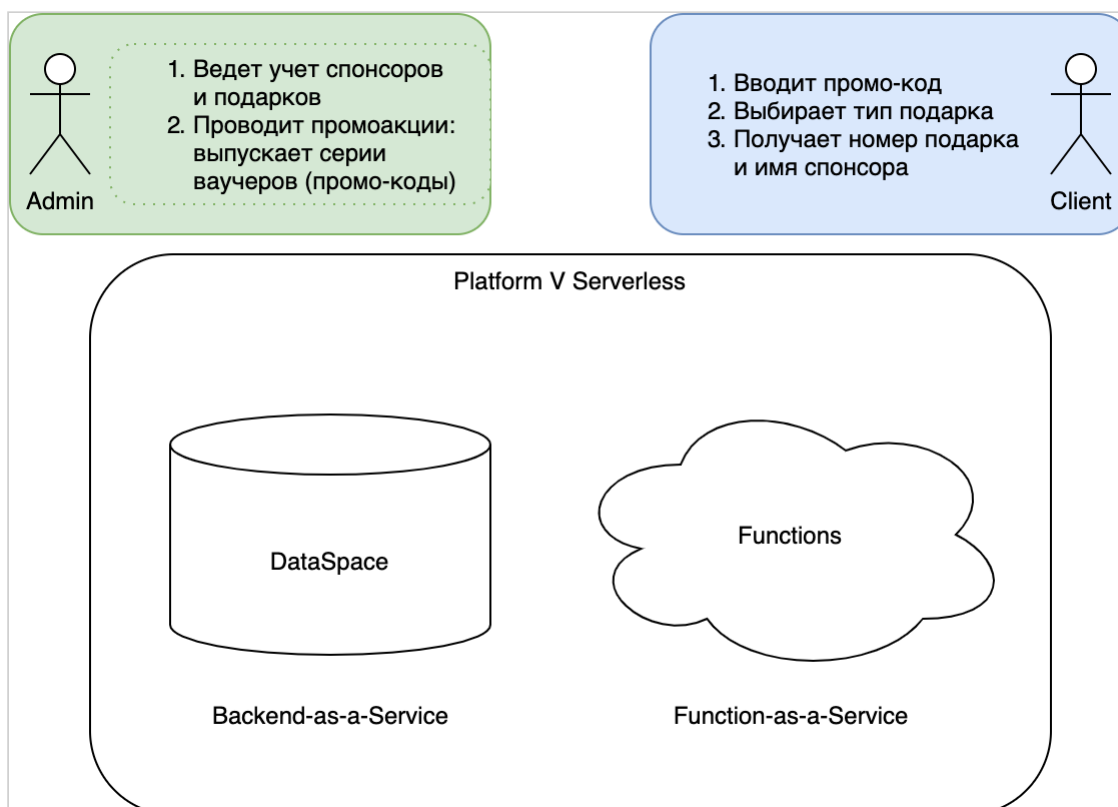 1. Ведет учет спонсоров
и подарков
2. Проводит промоакции:
выпускает серии
ваучеров (промо-коды)
Admin
1. Вводит промо-код
2. Выбирает тип подарка
3. Получает номер подарка
и имя спонсора
Client
Platform V Serverless
DataSpace
Functions
Backend-as-a-Service
Function-as-a-Service